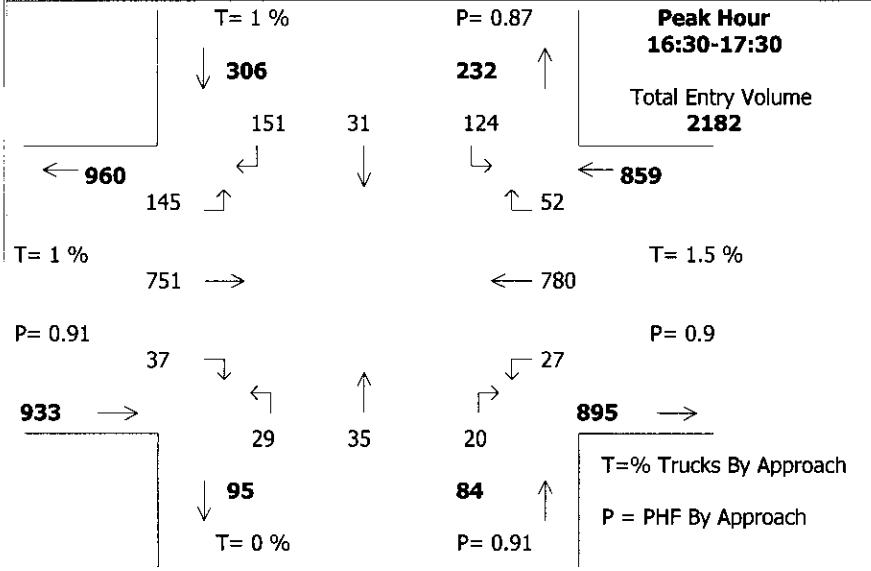 T= 1 % P= 0.87 Peak Hour
16:30-17:30
306 232
Total Entry Volume
151 31 124 2182
960 859
145 52
T= 1 % T= 1.5 %
751 780
P= 0.91 P= 0.9
37 27
933 895
29 35 20
T=% Trucks By Approach
95 84
P = PHF By Approach
T= 0 % P= 0.91